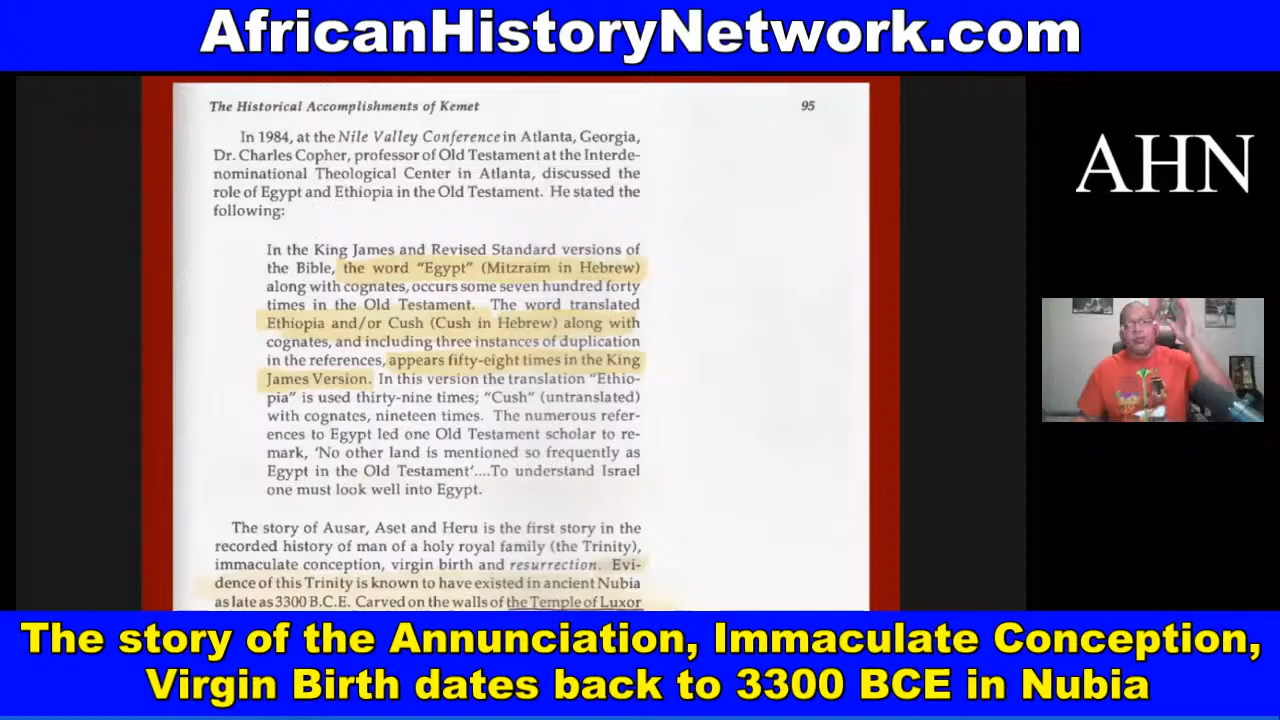 AfricanHistoryNetwork.com
The Historical Accomplishments of Kemet 95
In 1984, at the Nile Valley Conference in Atlanta, Georgia,
Dr. Charles Copher, professor of Old Testament at the Interde-
nominational Theological Center in Atlanta, discussed the
role of Egypt and Ethiopia in the Old Testament. He stated the
following:
In the King James and Revised Standard versions of
the Bible, the word "Egypt" (Mitzraim in Hebrew)
along with cognates, occurs some seven hundred forty
times in the Old Testament. The word translated
Ethiopia and/or Cush (Cush in Hebrew) along with
cognates, and including three instances of duplication
in the references, appears fifty-eight times in the King
James Version. In this version the translation "Ethio-
pia" is used thirty-nine times; "Cush" (untranslated)
with cognates, nineteen times. The numerous refer-
ences to Egypt led one Old Testament scholar to re-
mark, 'No other land is mentioned so frequently as
Egypt in the Old Testament'....To understand Israel
one must look well into Egypt.
The story of Ausar, Aset and Heru is the first story in the
recorded history of man of a holy royal family (the Trinity),
immaculate conception, virgin birth and resurrection. Evi-
dence of this Trinity is known to have existed in ancient Nubia
as late as 3300 B.C.E. Carved on the walls of the Temple of Luxor
AHN
The story of the Annunciation, Immaculate Conception,
Virgin Birth dates back to 3300 BCE in Nubia